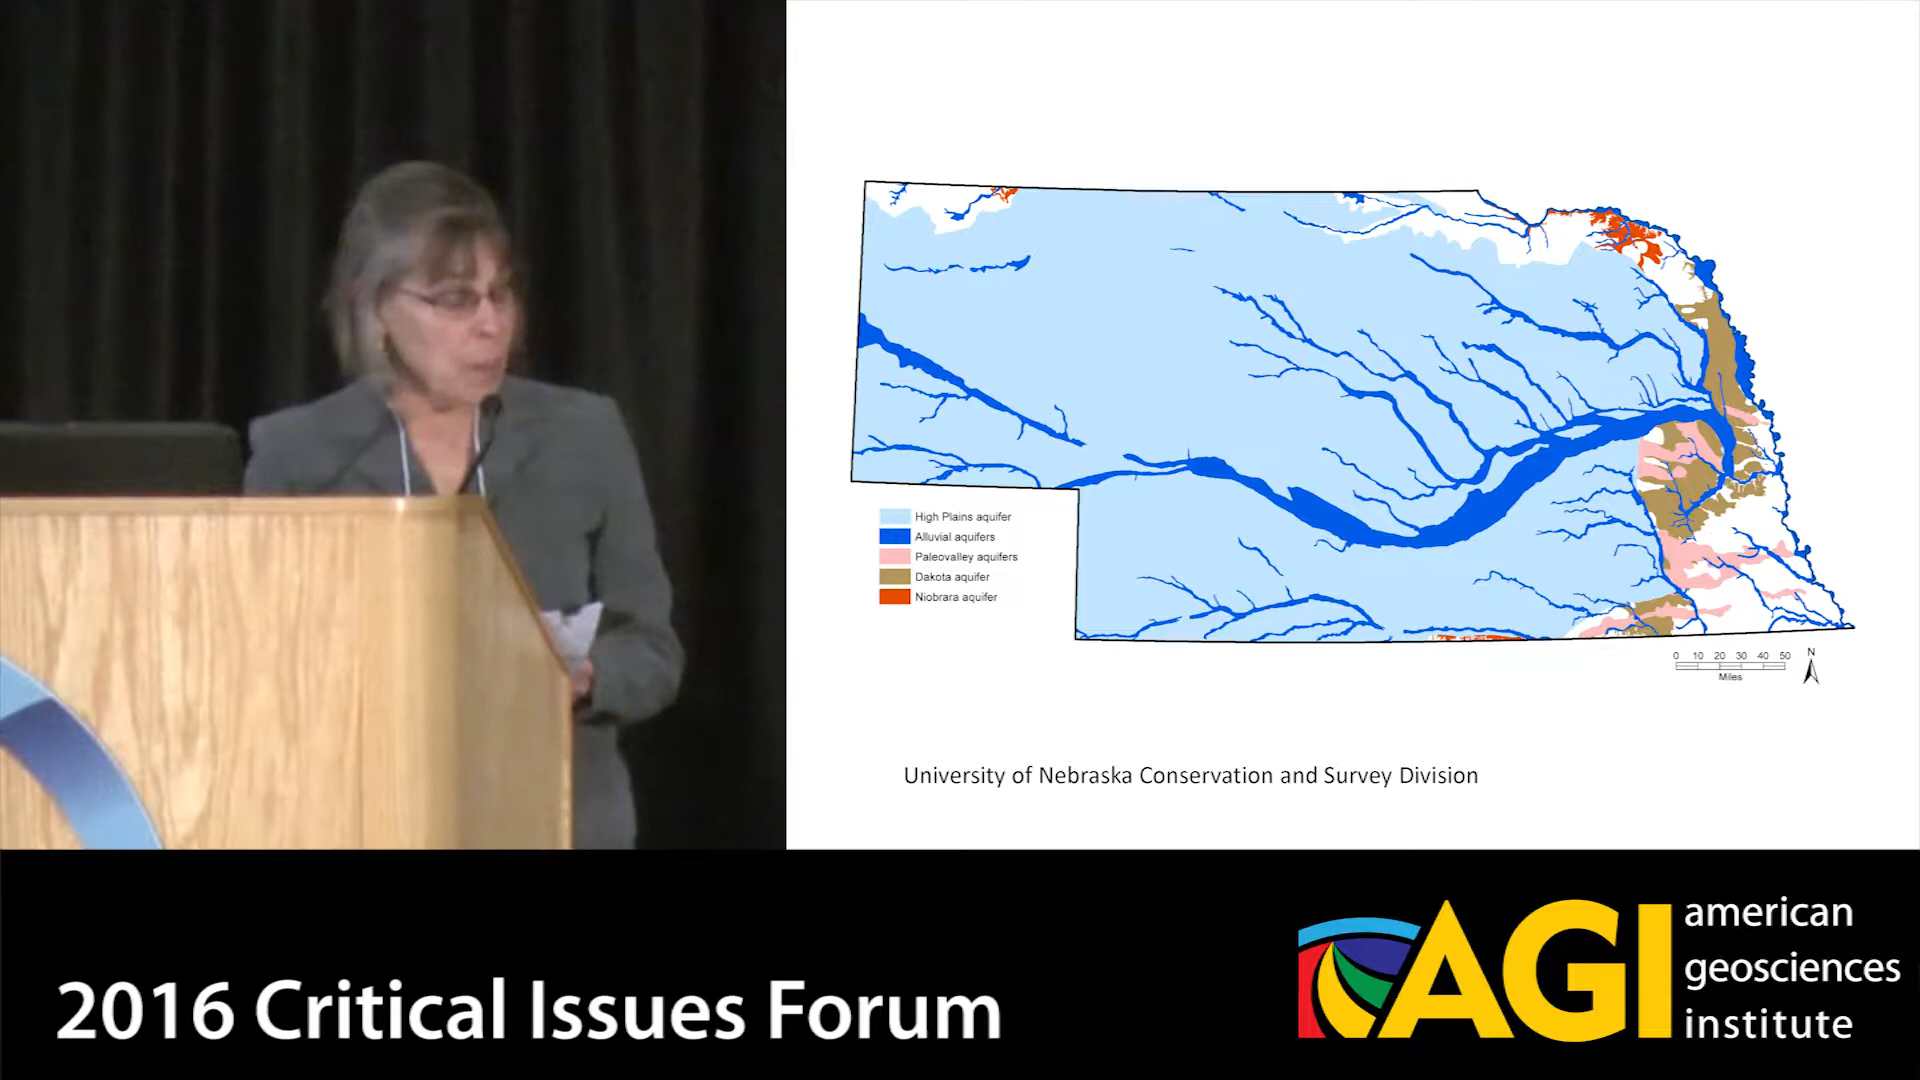 High Plains aquifer
Alluvial aquifers
Paleovalley aquifers
Dakota aquifer
Niobrara aquifer
0 10 20 30 40 50
Miles
N
University of Nebraska Conservation and Survey Division
2016 Critical Issues Forum
AGI
american
geosciences
institute